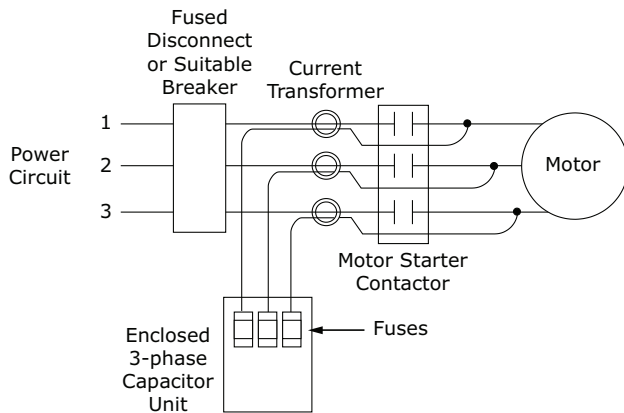 Fused
Disconnect
or Suitable
Breaker
Current
Transformer
1
Power
Circuit
2
3
Motor
Motor Starter
Contactor
Fuses
Enclosed
3-phase
Capacitor
Unit